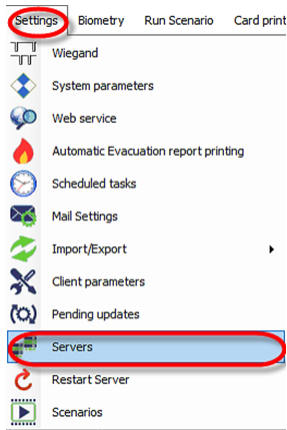 Settings Biometry Run Scenario Card print
Wiegand
System parameters
Web service
Automatic Evacuation report printing
Scheduled tasks
Mail Settings
Import/Export
Client parameters
Pending updates
Servers
Restart Server
Scenarios